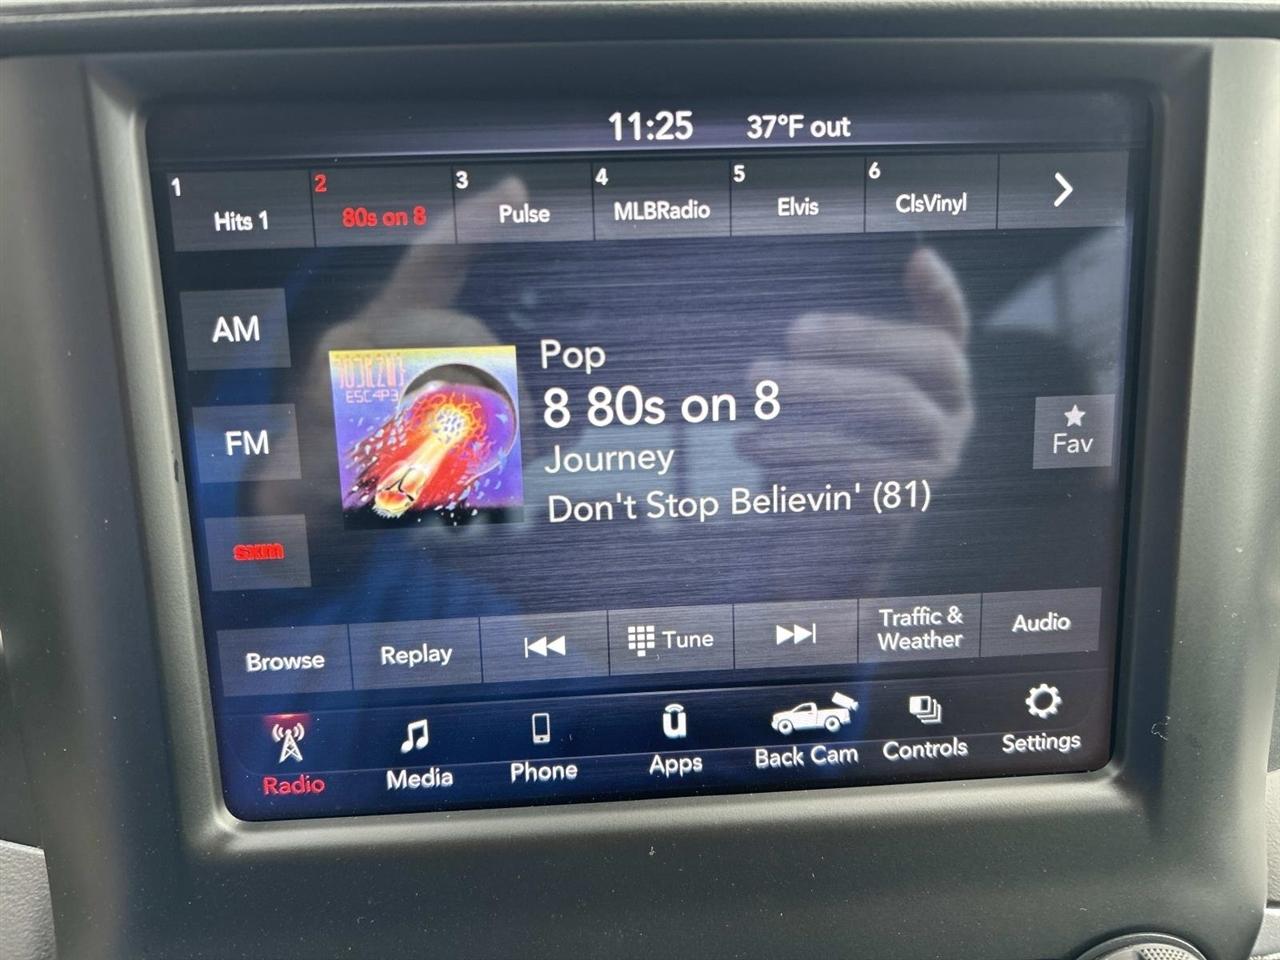 11:25 37°F out
1 Hits 1
2 80s on 8
3 Pulse
4 MLBRadio
5 Elvis
6 ClsVinyl
AM
FM
sxm
ESC4P3
Pop
8 80s on 8
Journey
Don't Stop Believin' (81)
Fav
Browse
Replay
Tune
Traffic &
Weather
Audio
Radio
Media
Phone
Apps
Back Cam
Controls
Settings